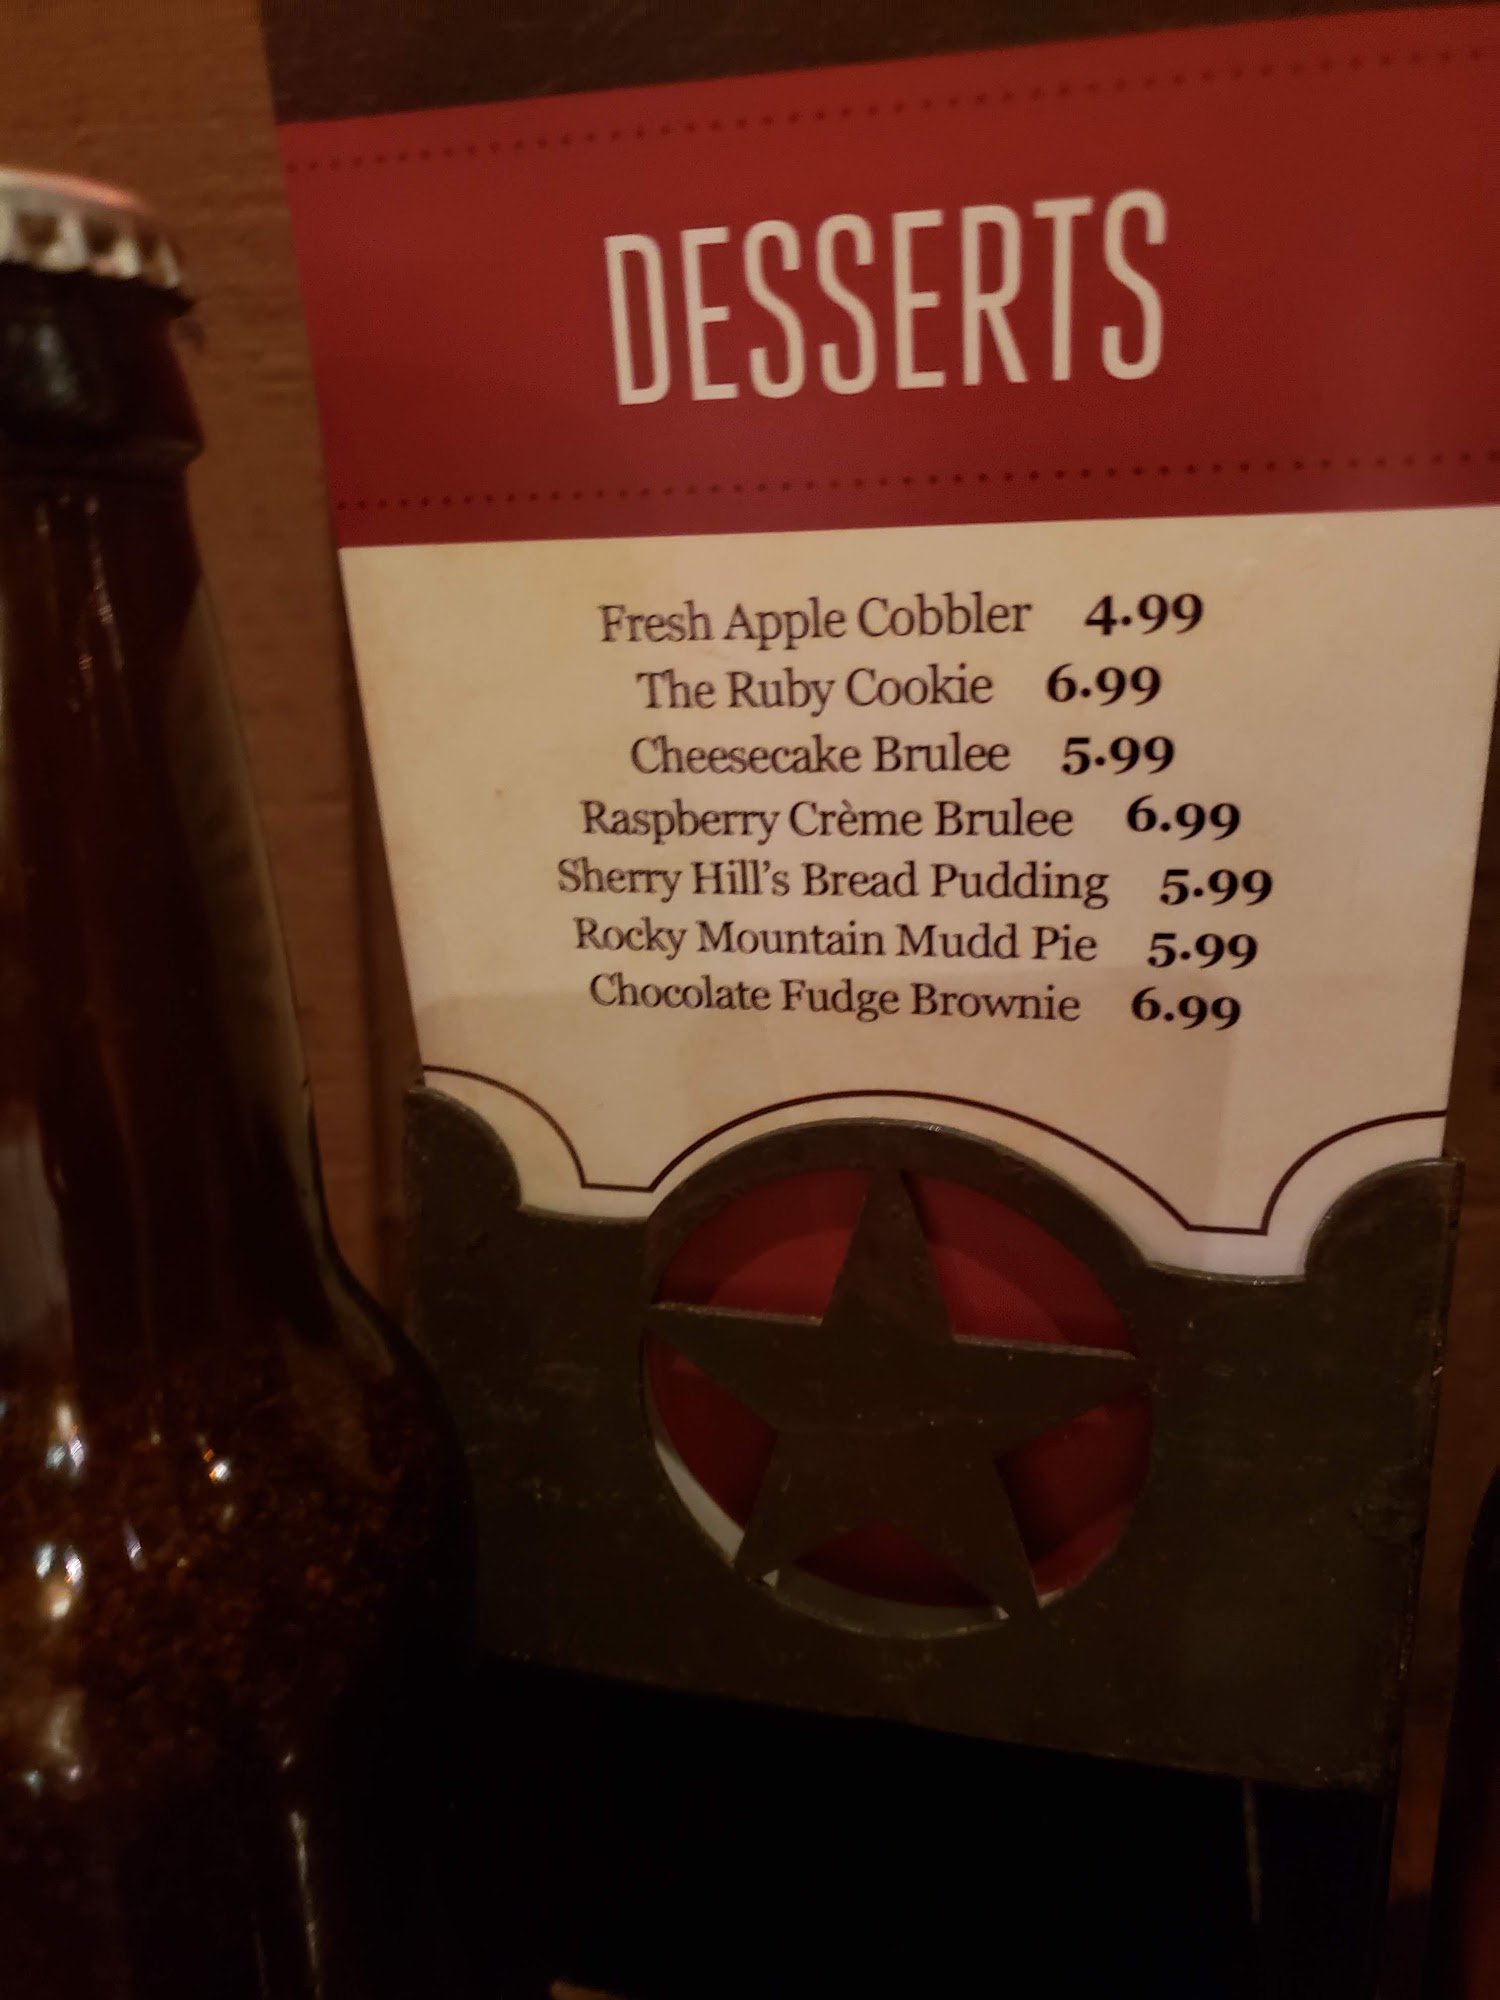 DESSERTS
Fresh Apple Cobbler 4.99
The Ruby Cookie 6.99
Cheesecake Brulee 5.99
Raspberry Crème Brulee 6.99
Sherry Hill's Bread Pudding 5.99
Rocky Mountain Mudd Pie 5.99
Chocolate Fudge Brownie 6.99